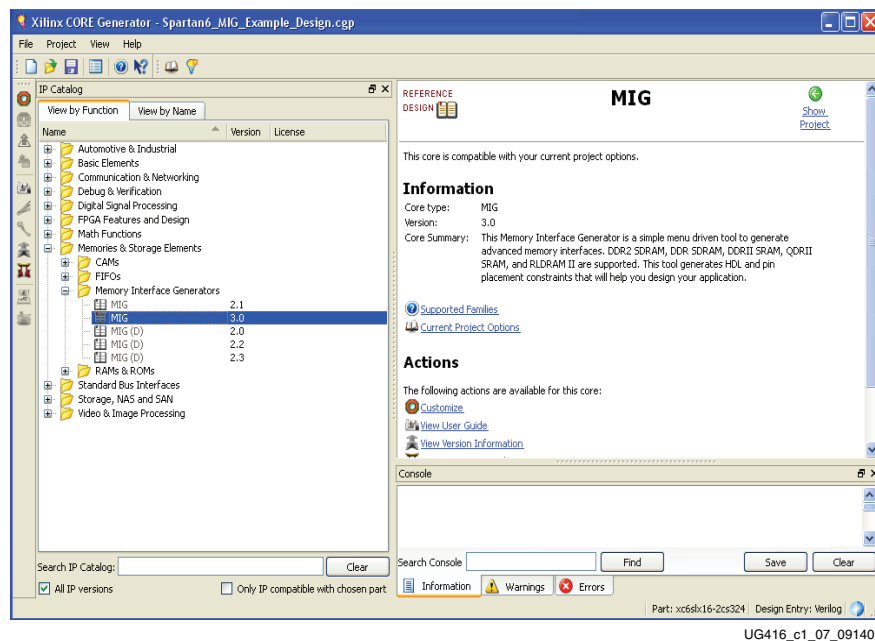 Xilinx CORE Generator - Spartan6_MIG_Example_Design.cgp
File Project View Help
IP Catalog
View by Function View by Name
Name Version License
Automotive & Industrial
Basic Elements
Communication & Networking
Debug & Verification
Digital Signal Processing
FPGA Features and Design
Math Functions
Memories & Storage Elements
CAMs
FIFOs
Memory Interface Generators
MIG 2.1
MIG 3.0
MIG (D) 2.0
MIG (D) 2.2
MIG (D) 2.3
RAMs & ROMs
Standard Bus Interfaces
Storage, NAS and SAN
Video & Image Processing
Search IP Catalog: Clear
All IP versions Only IP compatible with chosen part
REFERENCE
DESIGN
MIG
Show
Project
This core is compatible with your current project options.
Information
Core type: MIG
Version: 3.0
Core Summary: This Memory Interface Generator is a simple menu driven tool to generate
advanced memory interfaces. DDR2 SDRAM, DDR SDRAM, DDRII SRAM, QDRII
SRAM, and RLDRAM II are supported. This tool generates HDL and pin
placement constraints that will help you design your application.
Supported Families
Current Project Options
Actions
The following actions are available for this core:
Customize
View User Guide
View Version Information
Console
Search Console Find Save Clear
Information Warnings Errors
Part: xc6slx16-2cs324 Design Entry: Verilog
UG416_c1_07_09140